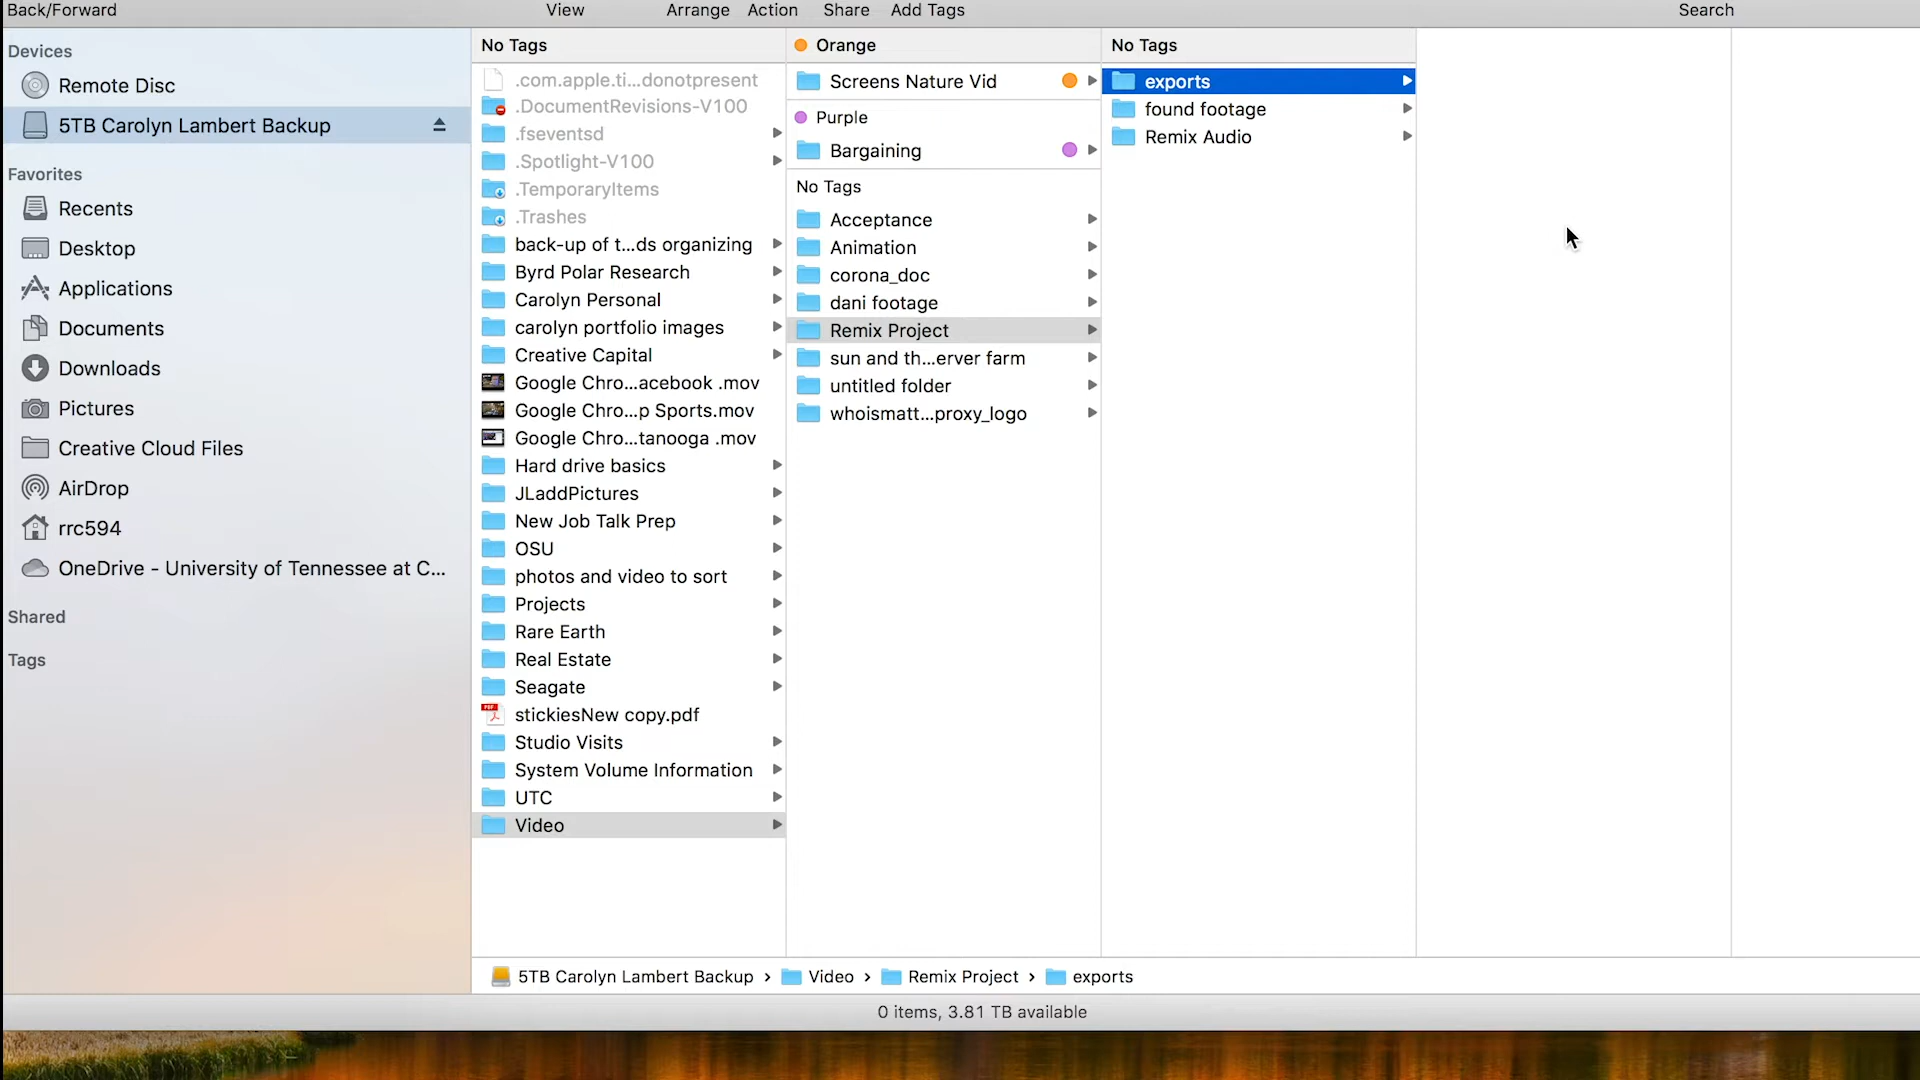 Back/Forward
View
Arrange
Action
Share
Add Tags
Search
Devices
Remote Disc
5TB Carolyn Lambert Backup
Favorites
Recents
Desktop
Applications
Documents
Downloads
Pictures
Creative Cloud Files
AirDrop
rrc594
OneDrive - University of Tennessee at C...
Shared
Tags
No Tags
.com.apple.ti...donotpresent
.DocumentRevisions-V100
.fseventsd
.Spotlight-V100
.TemporaryItems
.Trashes
back-up of t...ds organizing
Byrd Polar Research
Carolyn Personal
carolyn portfolio images
Creative Capital
Google Chro...acebook .mov
Google Chro...p Sports.mov
Google Chro...tanooga .mov
Hard drive basics
JLaddPictures
New Job Talk Prep
OSU
photos and video to sort
Projects
Rare Earth
Real Estate
Seagate
stickiesNew copy.pdf
Studio Visits
System Volume Information
UTC
Video
Orange
Screens Nature Vid
Purple
Bargaining
No Tags
Acceptance
Animation
corona_doc
dani footage
Remix Project
sun and th...erver farm
untitled folder
whoismatt...proxy_logo
No Tags
exports
found footage
Remix Audio
5TB Carolyn Lambert Backup › Video › Remix Project › exports
0 items, 3.81 TB available